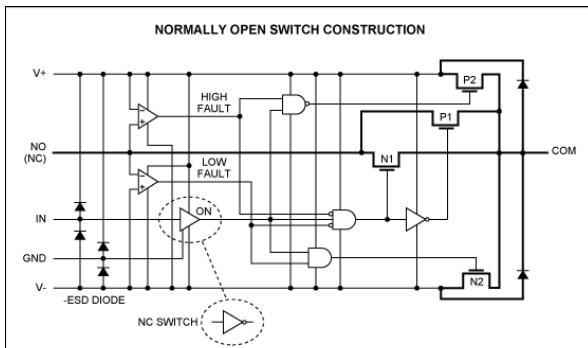 NORMALLY OPEN SWITCH CONSTRUCTION
V+
P2
HIGH
FAULT
P1
NO
(NC)
LOW
FAULT
N1
COM
IN
ON
GND
V-
N2
-ESD DIODE
NC SWITCH